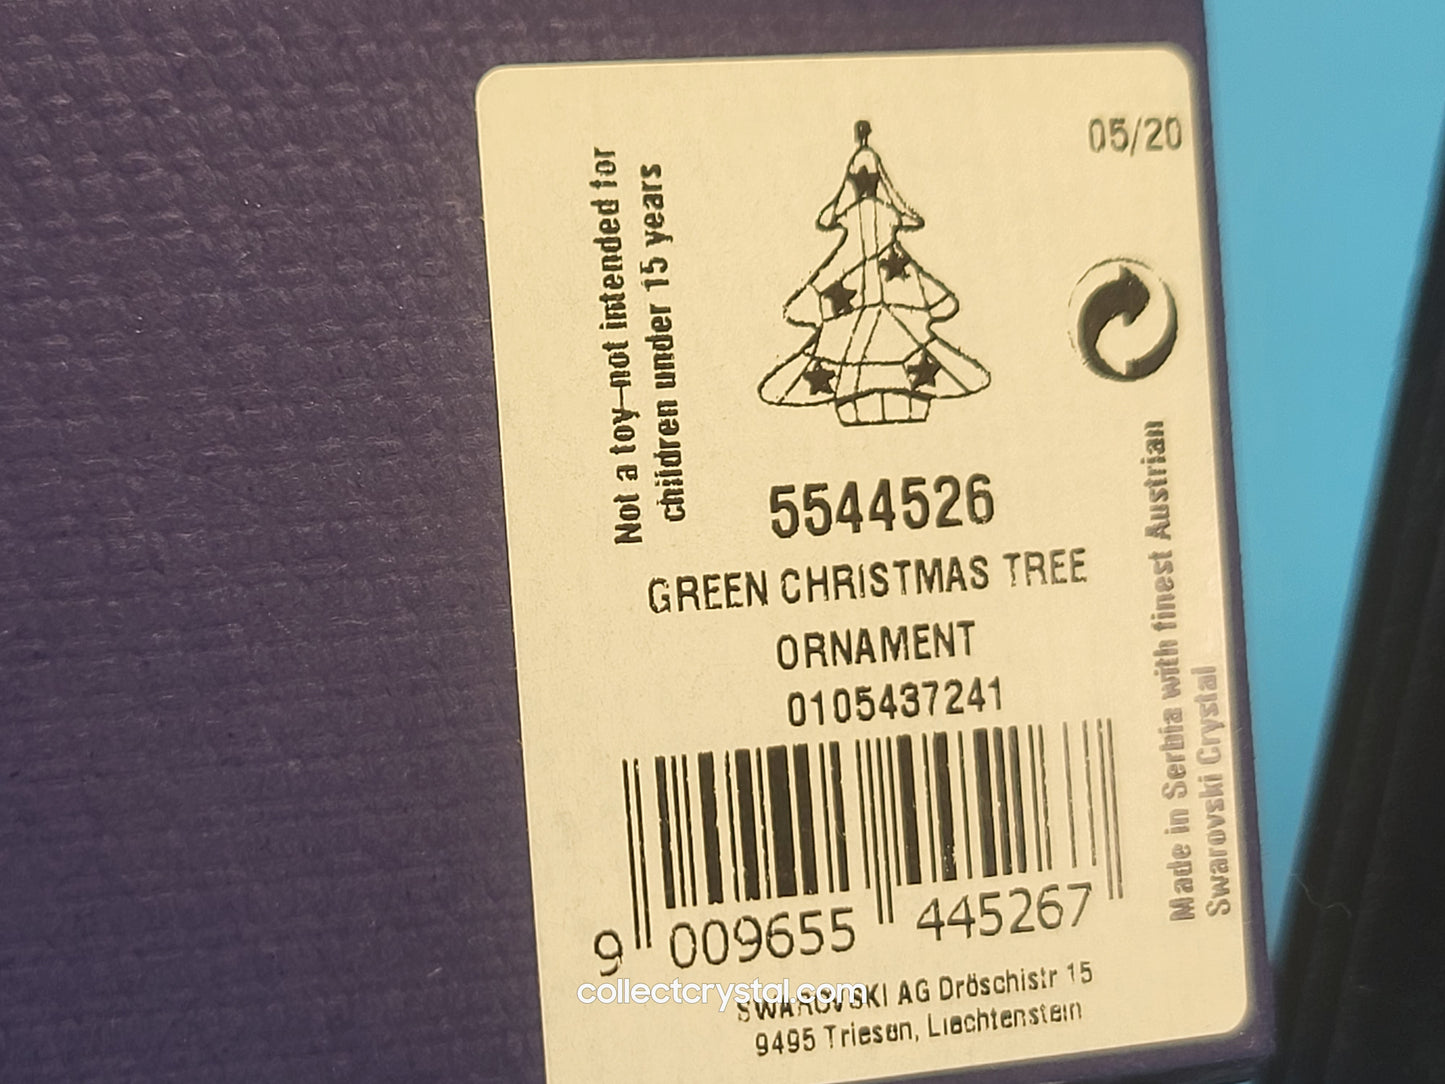 05/20
Not a toy-not intended for
children under 15 years
5544526
GREEN CHRISTMAS TREE
ORNAMENT
0105437241
Made in Serbia with finest Austrian
Swarovski Crystal
9 009655 445267
SWAROVSKI AG Dröschistr 15
9495 Triesen, Liechtenstein
collectcrystal.com